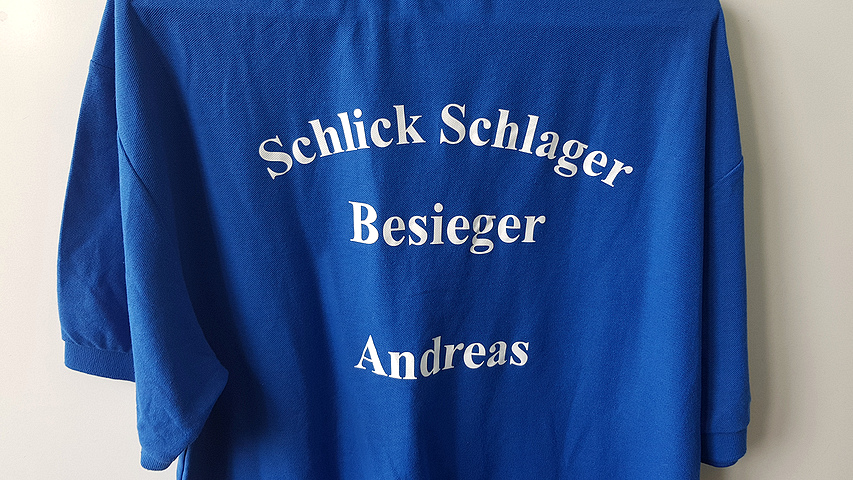 Schlick Schlager
Besieger
Andreas